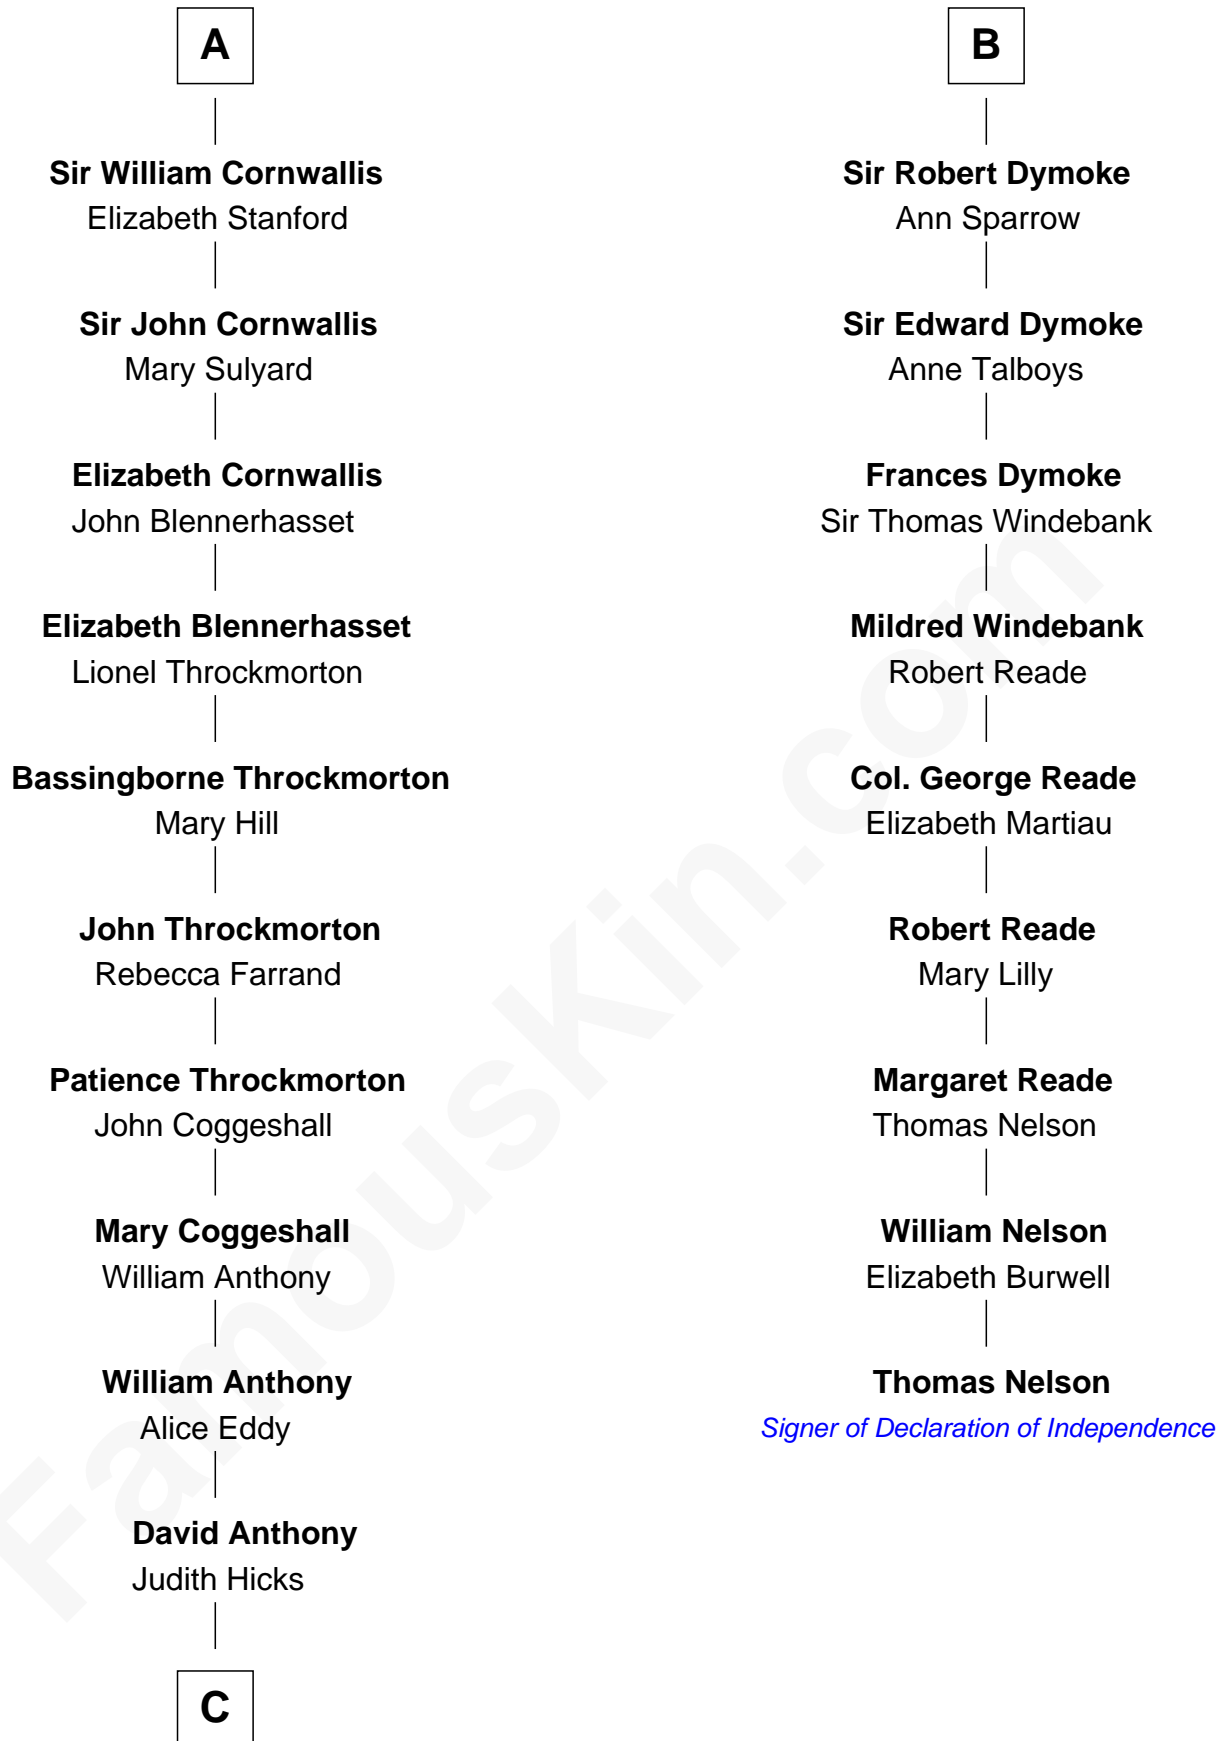 A
Sir William Cornwallis
Elizabeth Stanford
Sir John Cornwallis
Mary Sulyard
Elizabeth Cornwallis
John Blennerhasset
Elizabeth Blennerhasset
Lionel Throckmorton
Bassingborne Throckmorton
Mary Hill
John Throckmorton
Rebecca Farrand
Patience Throckmorton
John Coggeshall
Mary Coggeshall
William Anthony
William Anthony
Alice Eddy
David Anthony
Judith Hicks
C
B
Sir Robert Dymoke
Ann Sparrow
Sir Edward Dymoke
Anne Talboys
Frances Dymoke
Sir Thomas Windebank
Mildred Windebank
Robert Reade
Col. George Reade
Elizabeth Martiau
Robert Reade
Mary Lilly
Margaret Reade
Thomas Nelson
William Nelson
Elizabeth Burwell
Thomas Nelson
Signer of Declaration of Independence
FamousKin.com